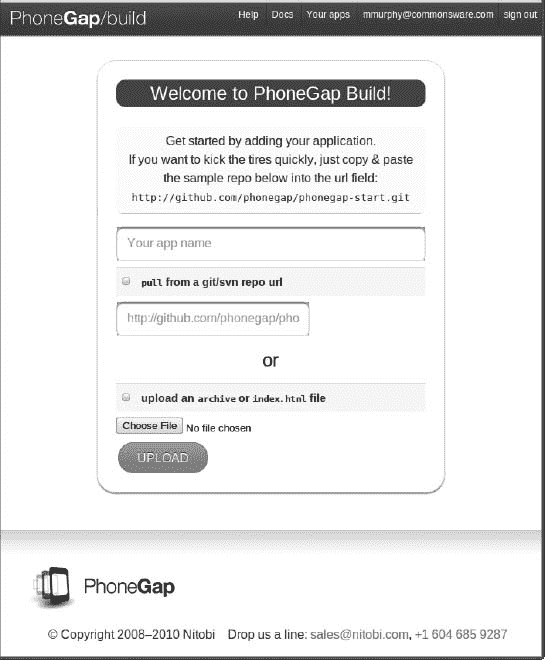 PhoneGap/build
Help Docs Your apps mmurphy@commonsware.com sign out
Welcome to PhoneGap Build!
Get started by adding your application.
If you want to kick the tires quickly, just copy & paste
the sample repo below into the url field:
http://github.com/phonegap/phonegap-start.git
Your app name
pull from a git/svn repo url
http://github.com/phonegap/pho
or
upload an archive or index.html file
Choose File No file chosen
UPLOAD
PhoneGap
© Copyright 2008–2010 Nitobi Drop us a line: sales@nitobi.com, +1 604 685 9287